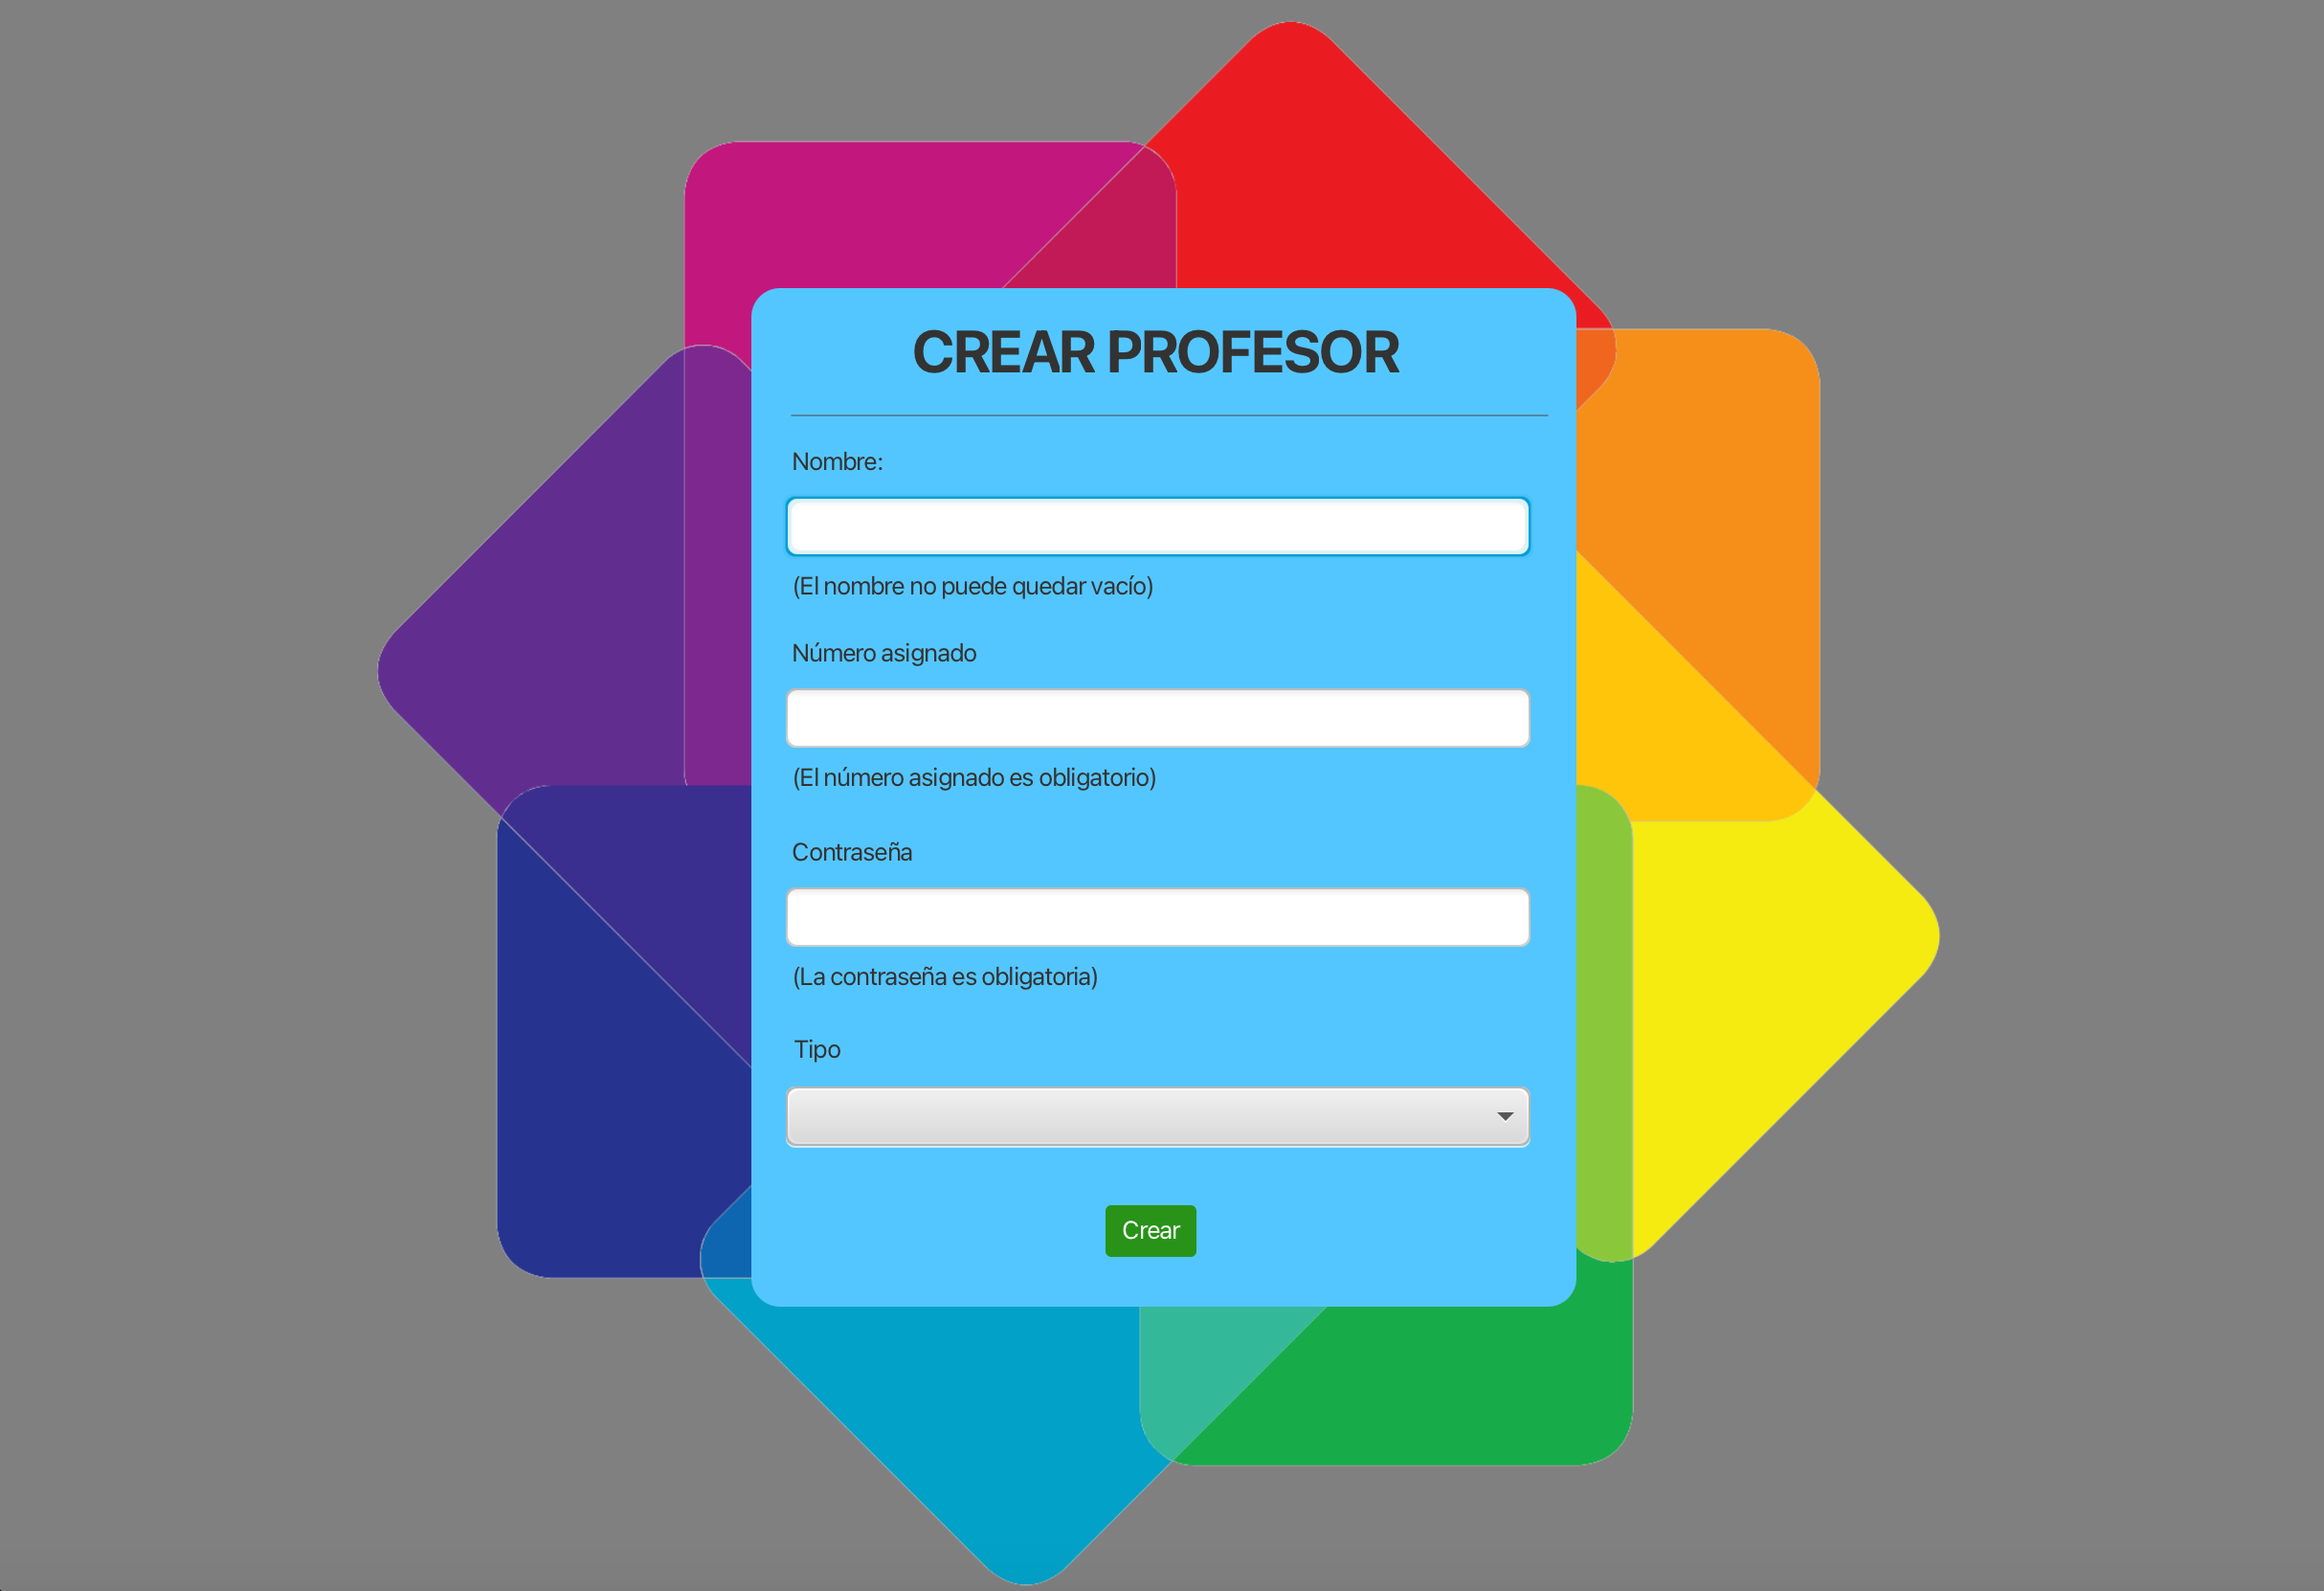 CREAR PROFESOR
Nombre:
(El nombre no puede quedar vacío)
Número asignado
(El número asignado es obligatorio)
Contraseña
(La contraseña es obligatoria)
Tipo
Crear